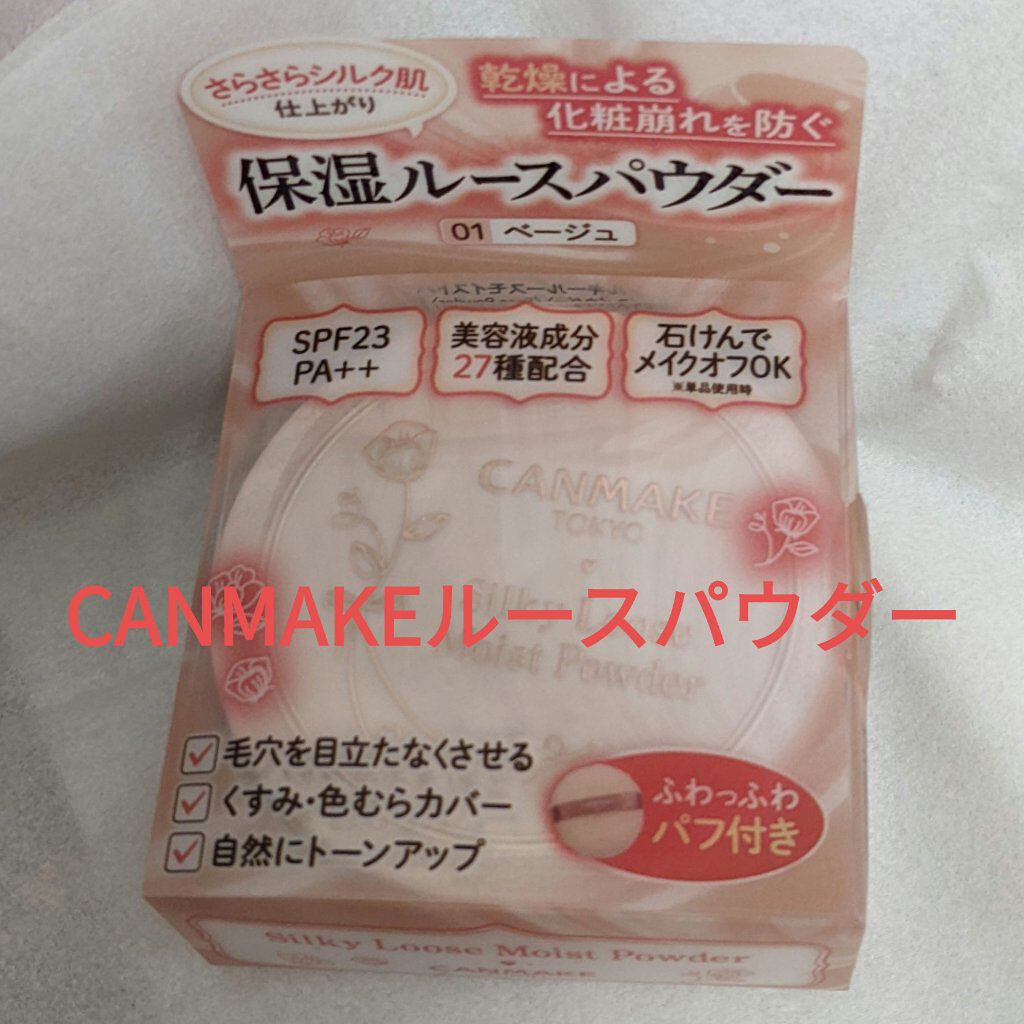 さらさらシルク肌
仕上がり
乾燥による
化粧崩れを防ぐ
保湿ルースパウダー
01 ベージュ
SPF23
PA++
美容液成分
27種配合
石けんで
メイクオフOK
※単品使用時
CANMAKE
TOKYO
CANMAKEルースパウダー
Silky Loose
Moist Powder
毛穴を目立たなくさせる
くすみ・色むらカバー
自然にトーンアップ
ふわっふわ
パフ付き
Silky Loose Moist Powder
CANMAKE